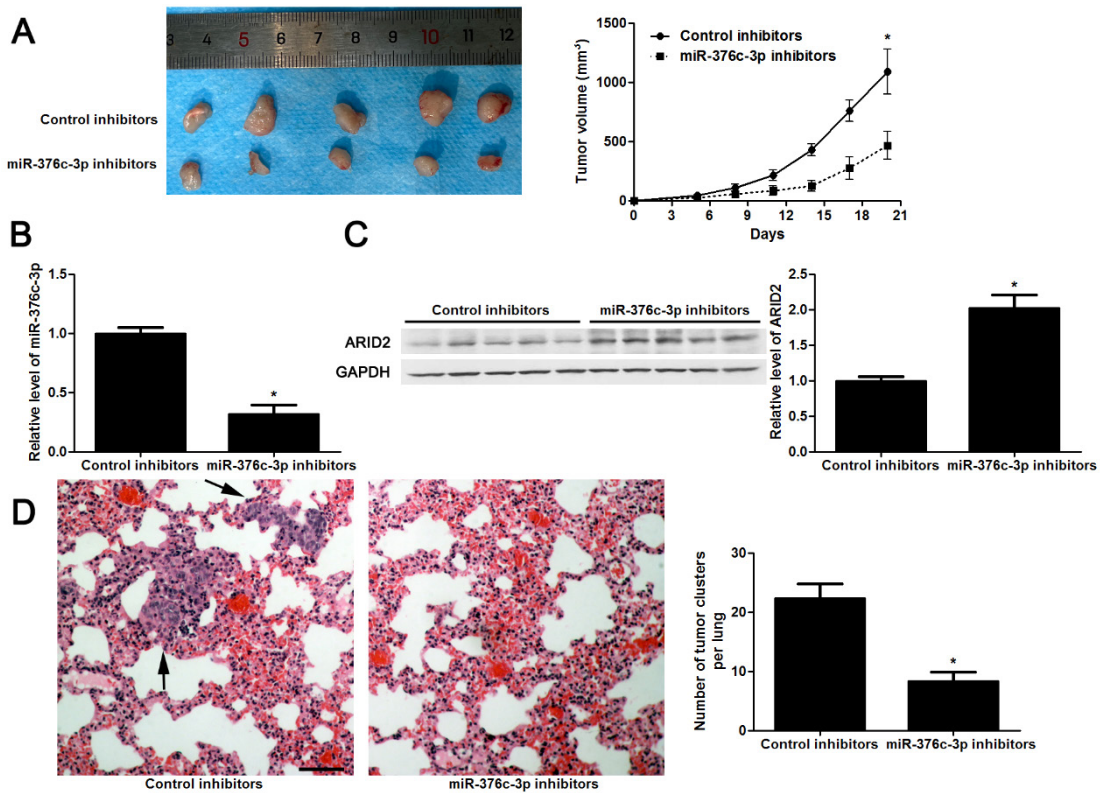 A
3 4 5 6 7 8 9 10 11 12
Control inhibitors
miR-376c-3p inhibitors
Tumor volume (mm³)
1500
1000
500
0
Control inhibitors
miR-376c-3p inhibitors
*
0 3 6 9 12 15 18 21
Days
B
Relative level of miR-376c-3p
1.5
1.0
0.5
0.0
*
Control inhibitors miR-376c-3p inhibitors
C
Control inhibitors miR-376c-3p inhibitors
ARID2
GAPDH
Relative level of ARID2
2.5
2.0
1.5
1.0
0.5
0.0
*
Control inhibitors miR-376c-3p inhibitors
D
Control inhibitors
miR-376c-3p inhibitors
Number of tumor clusters
per lung
30
20
10
0
*
Control inhibitors miR-376c-3p inhibitors